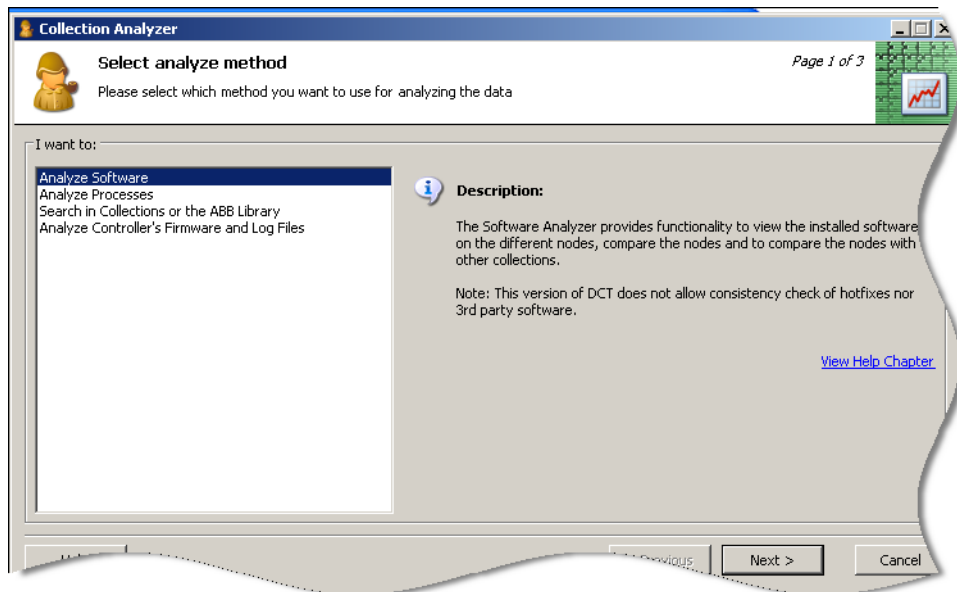 Collection Analyzer
Select analyze method
Page 1 of 3
Please select which method you want to use for analyzing the data
I want to:
Analyze Software
Analyze Processes
Search in Collections or the ABB Library
Analyze Controller's Firmware and Log Files
Description:
The Software Analyzer provides functionality to view the installed software
on the different nodes, compare the nodes and to compare the nodes with
other collections.
Note: This version of DCT does not allow consistency check of hotfixes nor
3rd party software.
View Help Chapter
Next >
Cancel